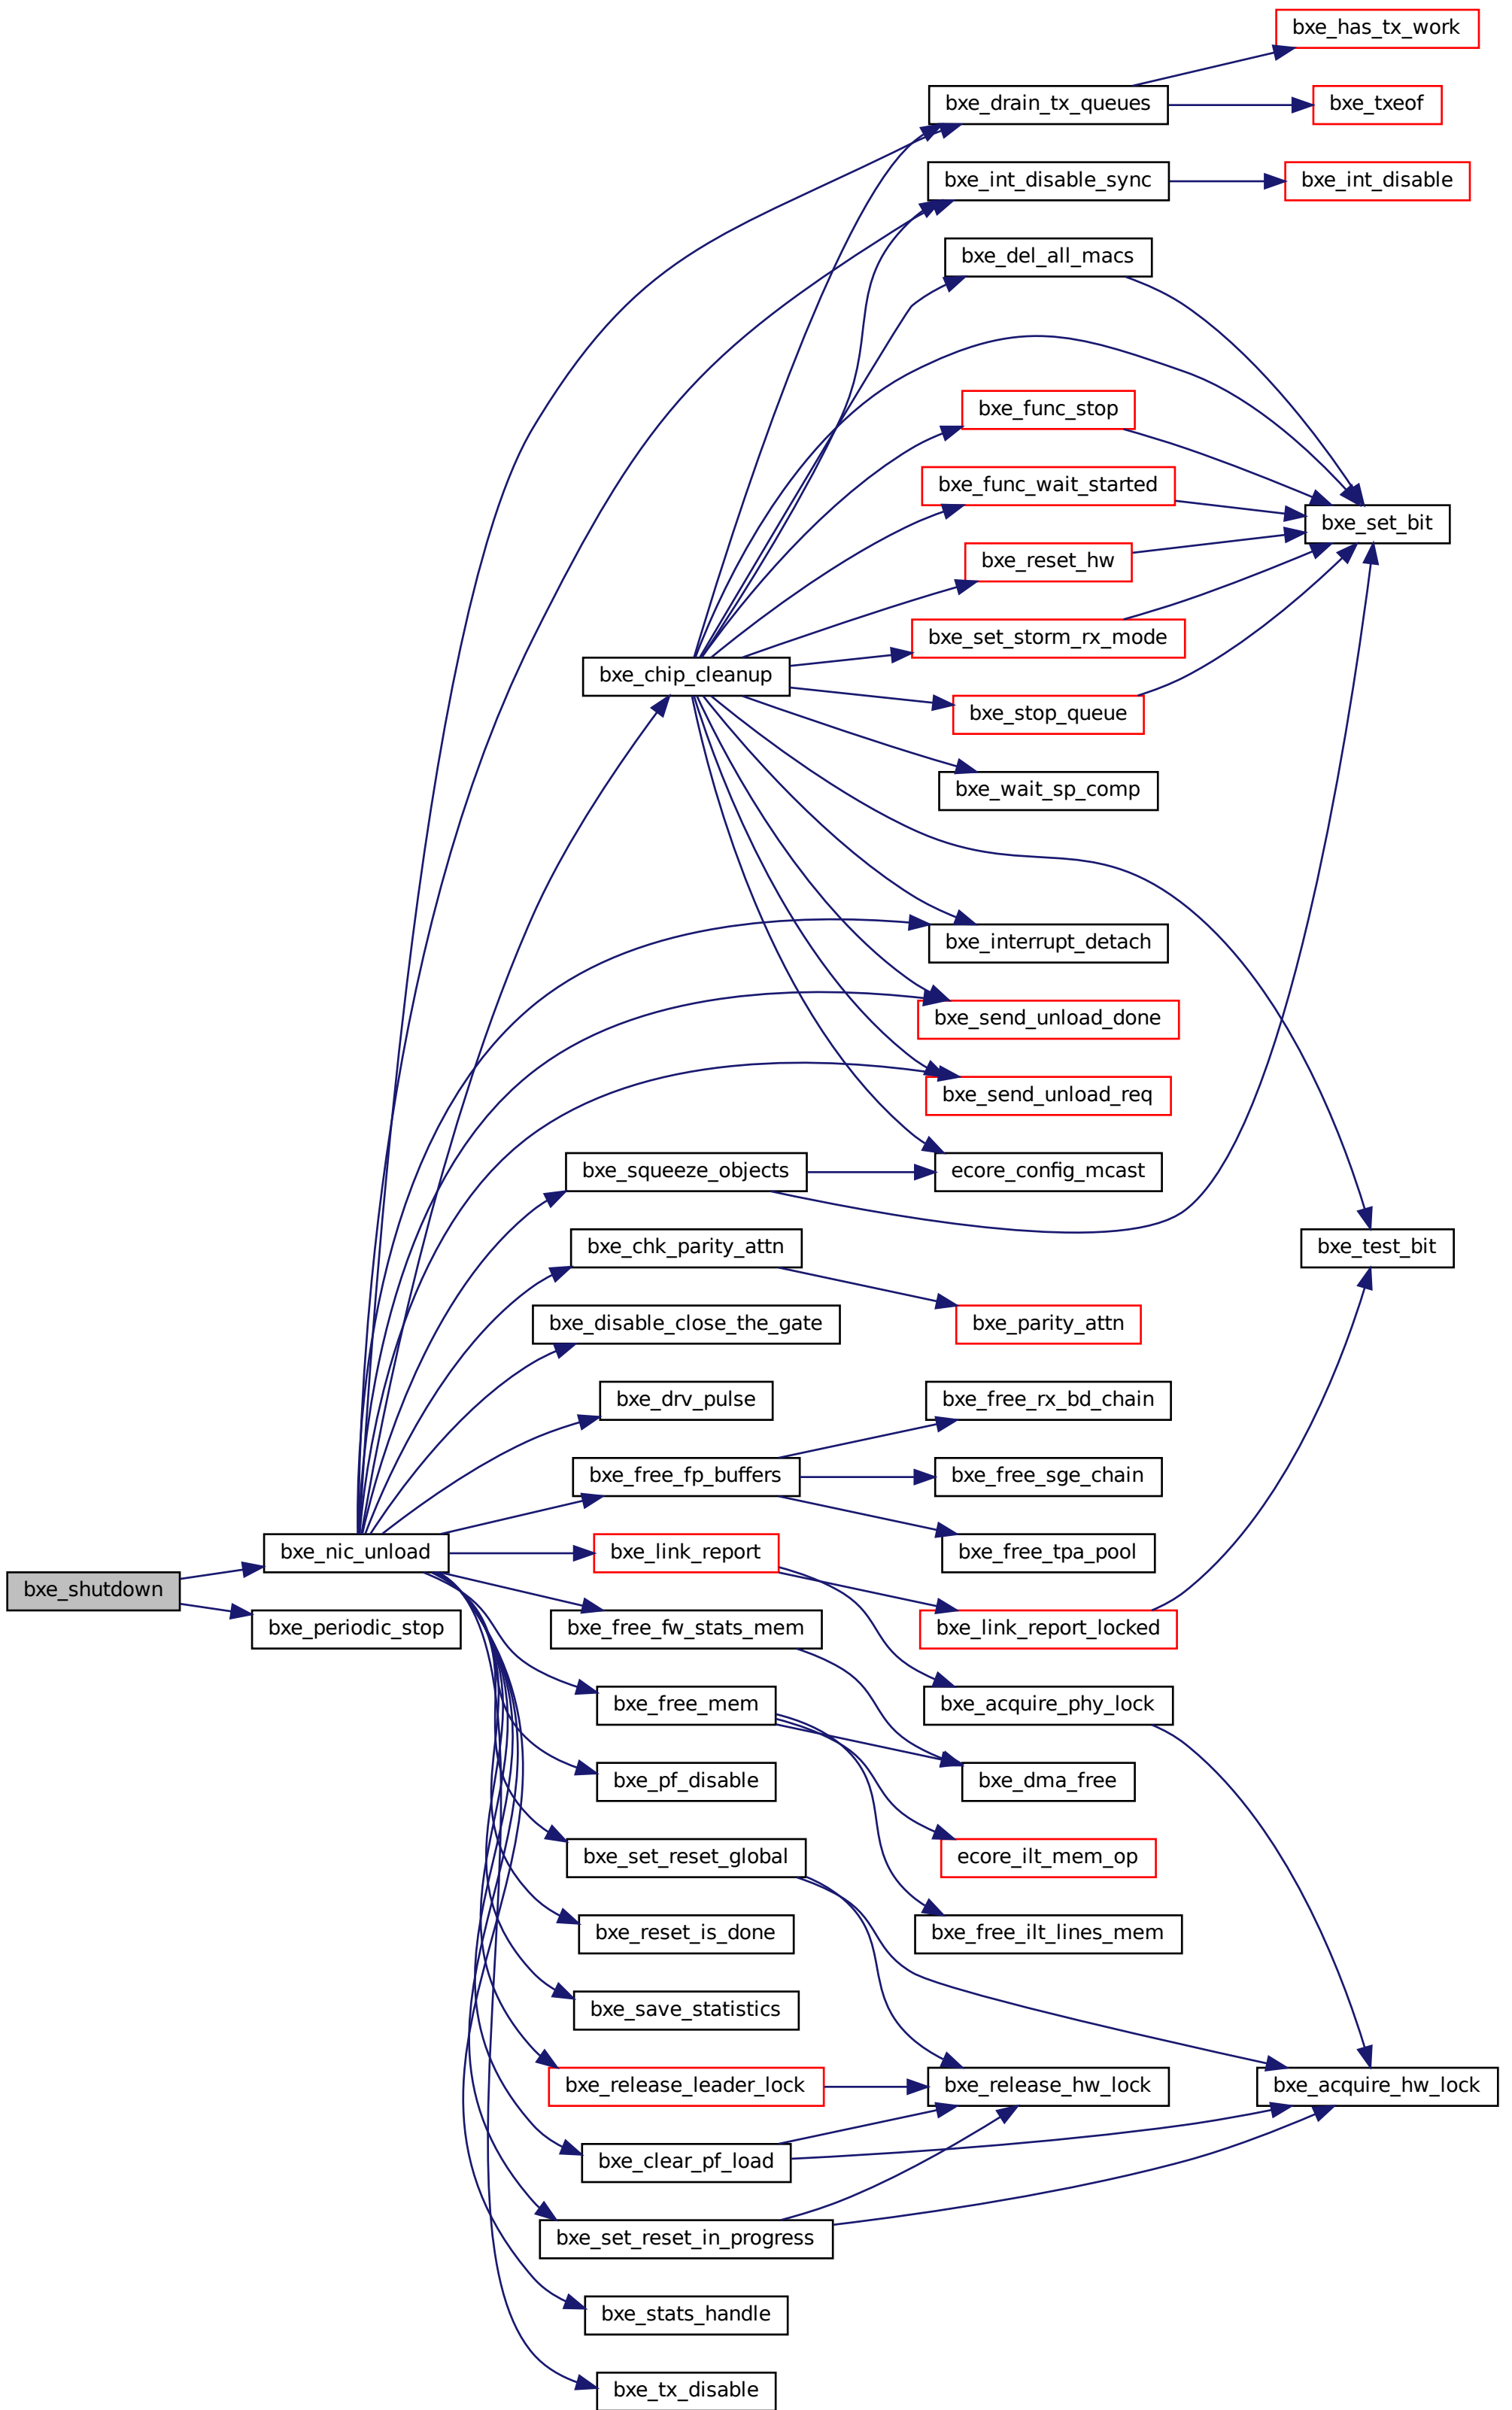 bxe_has_tx_work
bxe_drain_tx_queues
bxe_txeof
bxe_int_disable_sync
bxe_int_disable
bxe_del_all_macs
bxe_func_stop
bxe_func_wait_started
bxe_set_bit
bxe_reset_hw
bxe_set_storm_rx_mode
bxe_chip_cleanup
bxe_stop_queue
bxe_wait_sp_comp
bxe_interrupt_detach
bxe_send_unload_done
bxe_send_unload_req
bxe_squeeze_objects
ecore_config_mcast
bxe_chk_parity_attn
bxe_test_bit
bxe_disable_close_the_gate
bxe_parity_attn
bxe_drv_pulse
bxe_free_rx_bd_chain
bxe_free_fp_buffers
bxe_free_sge_chain
bxe_nic_unload
bxe_link_report
bxe_free_tpa_pool
bxe_shutdown
bxe_periodic_stop
bxe_free_fw_stats_mem
bxe_link_report_locked
bxe_free_mem
bxe_acquire_phy_lock
bxe_pf_disable
bxe_dma_free
bxe_set_reset_global
ecore_ilt_mem_op
bxe_reset_is_done
bxe_free_ilt_lines_mem
bxe_save_statistics
bxe_release_leader_lock
bxe_release_hw_lock
bxe_acquire_hw_lock
bxe_clear_pf_load
bxe_set_reset_in_progress
bxe_stats_handle
bxe_tx_disable